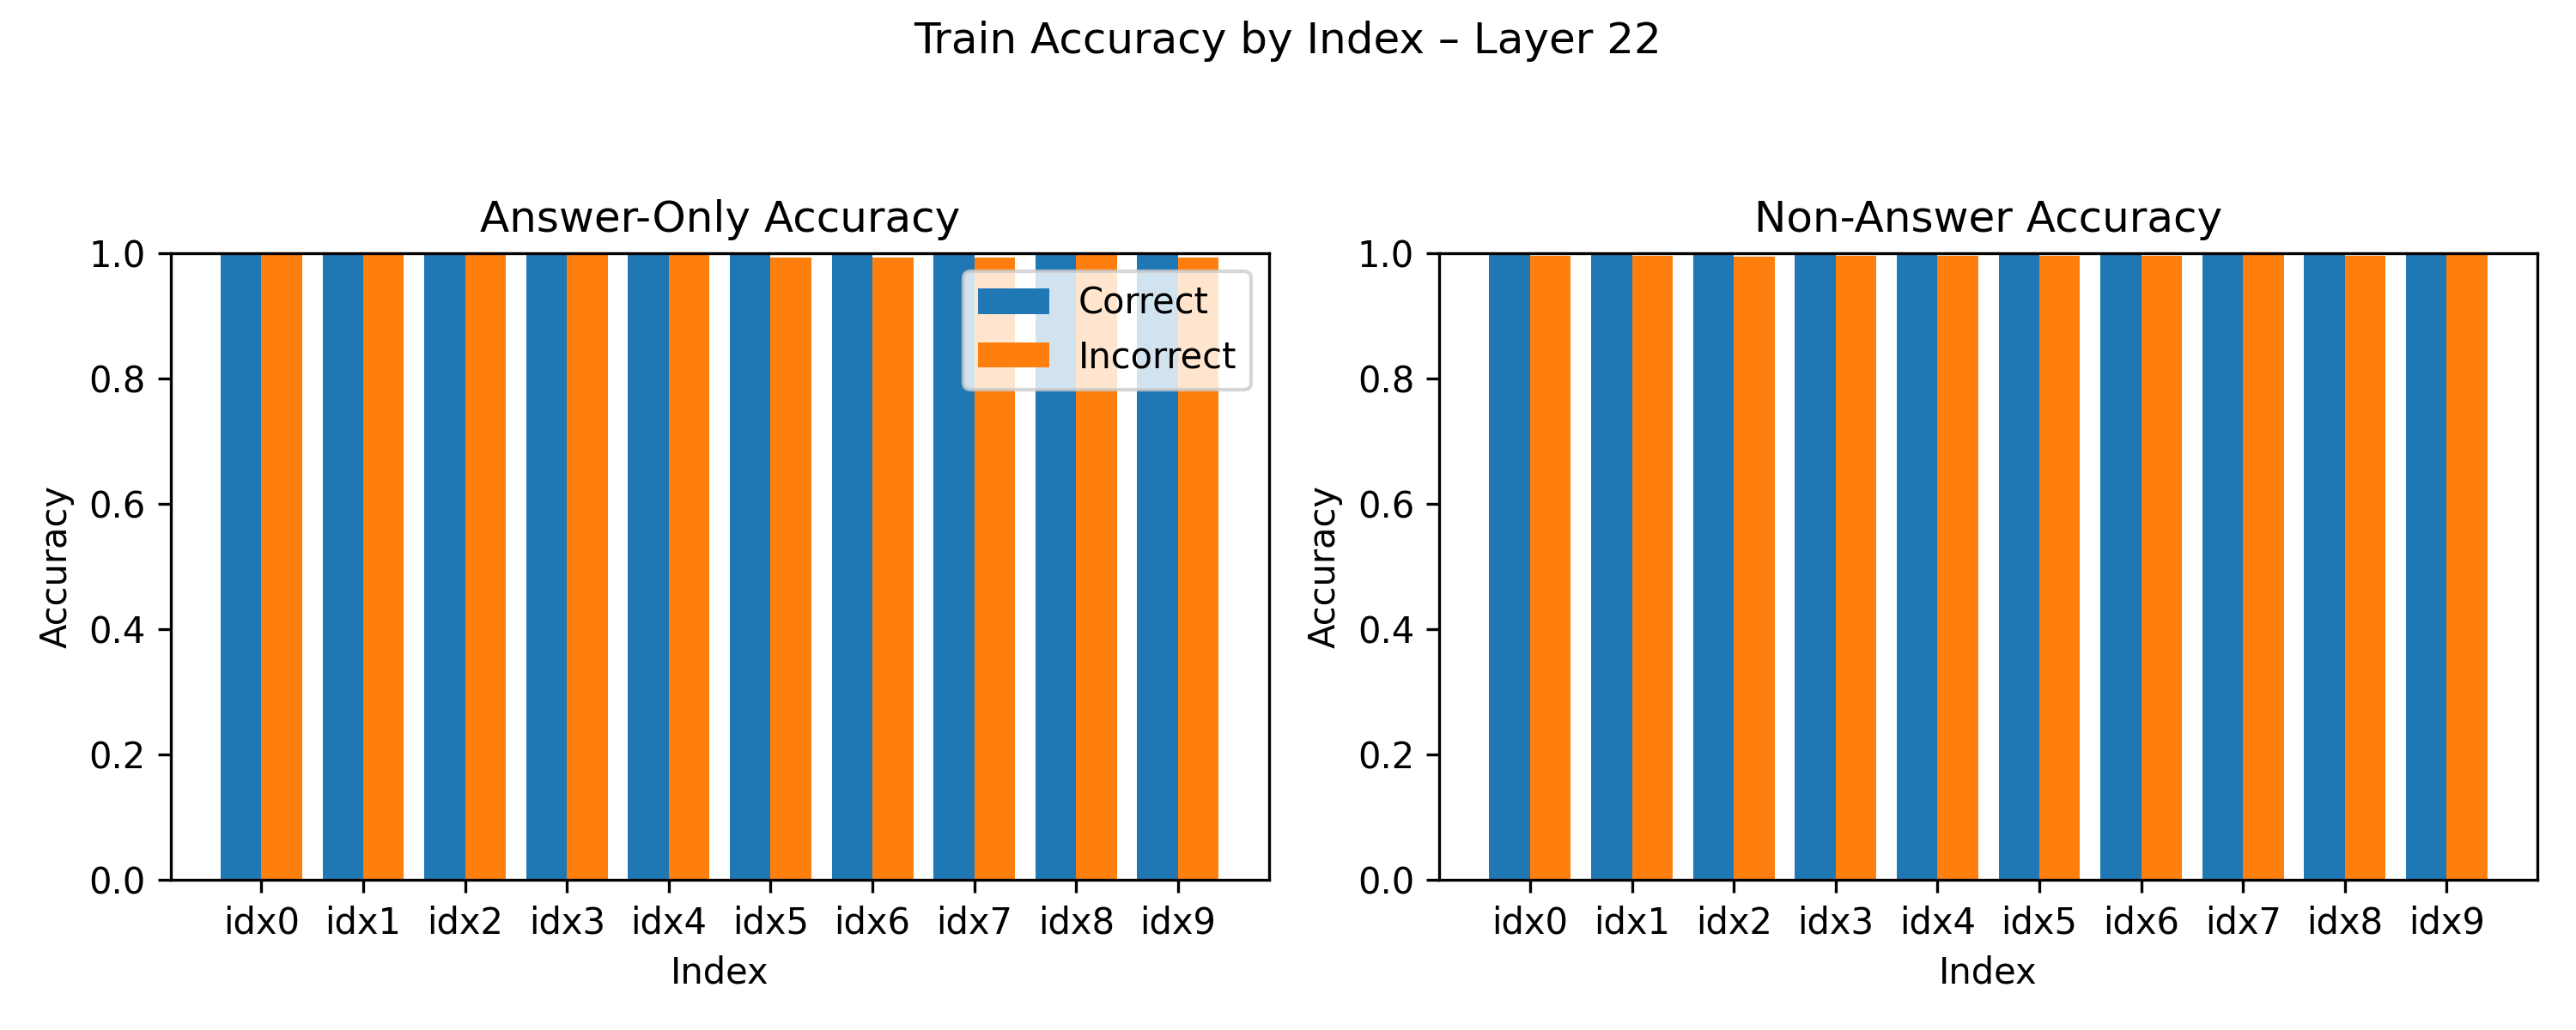 Train Accuracy by Index – Layer 22
Answer-Only Accuracy
1.0
0.8
0.6
0.4
0.2
0.0
Accuracy
Correct
Incorrect
idx0 idx1 idx2 idx3 idx4 idx5 idx6 idx7 idx8 idx9
Index
Non-Answer Accuracy
1.0
0.8
0.6
0.4
0.2
0.0
Accuracy
idx0 idx1 idx2 idx3 idx4 idx5 idx6 idx7 idx8 idx9
Index